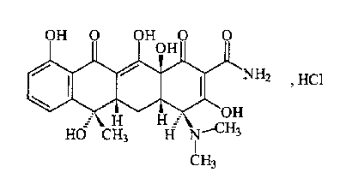 OH O OH O O
OH
NH₂
, HCl
OH
H H H
HO CH₃ N CH₃
CH₃